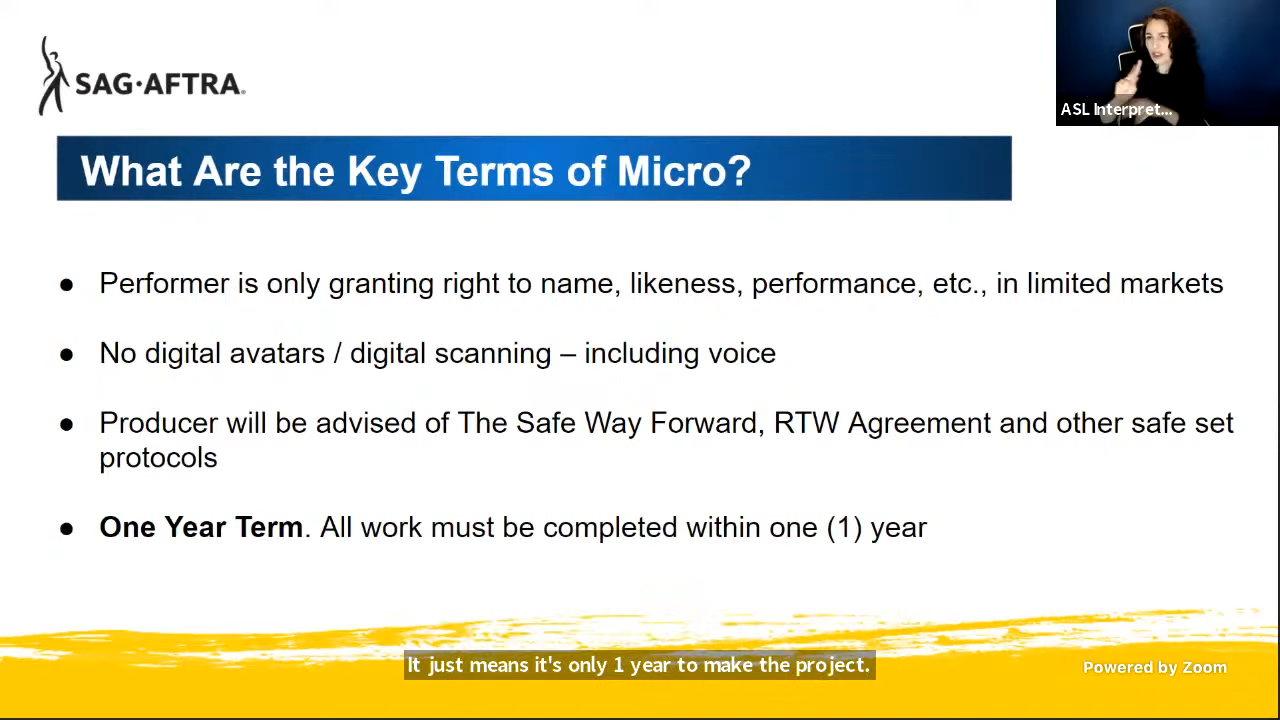 SAG·AFTRA.
ASL Interpret...
What Are the Key Terms of Micro?
● Performer is only granting right to name, likeness, performance, etc., in limited markets
● No digital avatars / digital scanning – including voice
● Producer will be advised of The Safe Way Forward, RTW Agreement and other safe set
protocols
● One Year Term. All work must be completed within one (1) year
It just means it's only 1 year to make the project.
Powered by Zoom